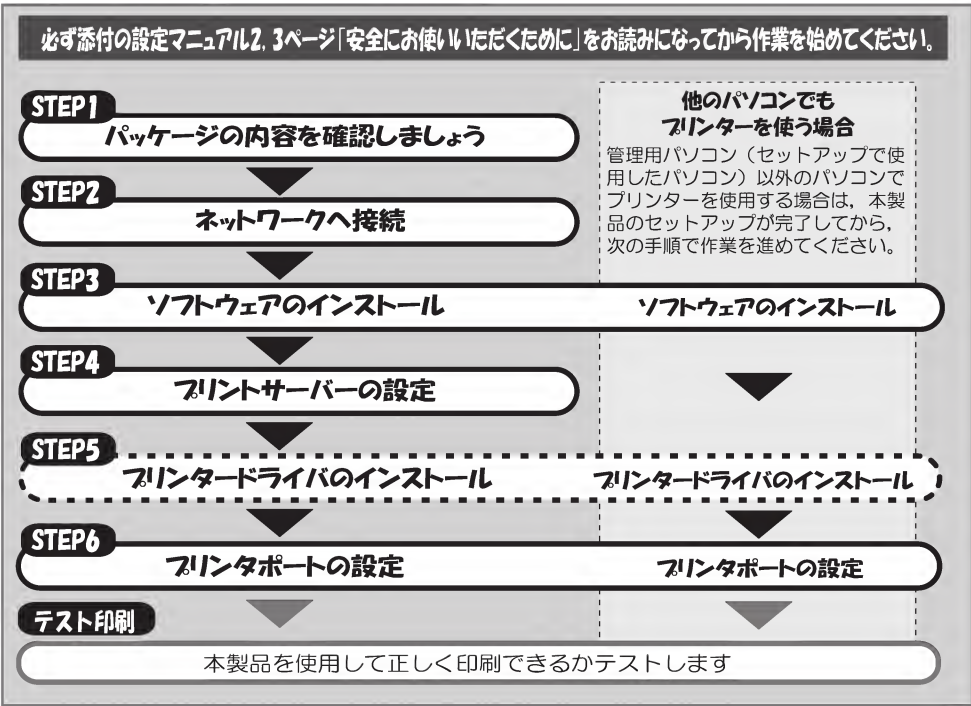 必ず添付の設定マニュアル2,3ページ「安全にお使いいただくために」をお読みになってから作業を始めてください。
STEP1
パッケージの内容を確認しましょう
STEP2
ネットワークへ接続
他のパソコンでも
プリンターを使う場合
管理用パソコン（セットアップで使
用したパソコン）以外のパソコンで
プリンターを使用する場合は，本製
品のセットアップが完了してから，
次の手順で作業を進めてください。
STEP3
ソフトウェアのインストール
ソフトウェアのインストール
STEP4
プリントサーバーの設定
STEP5
プリンタードライバのインストール
プリンタードライバのインストール
STEP6
プリンタポートの設定
プリンタポートの設定
テスト印刷
本製品を使用して正しく印刷できるかテストします